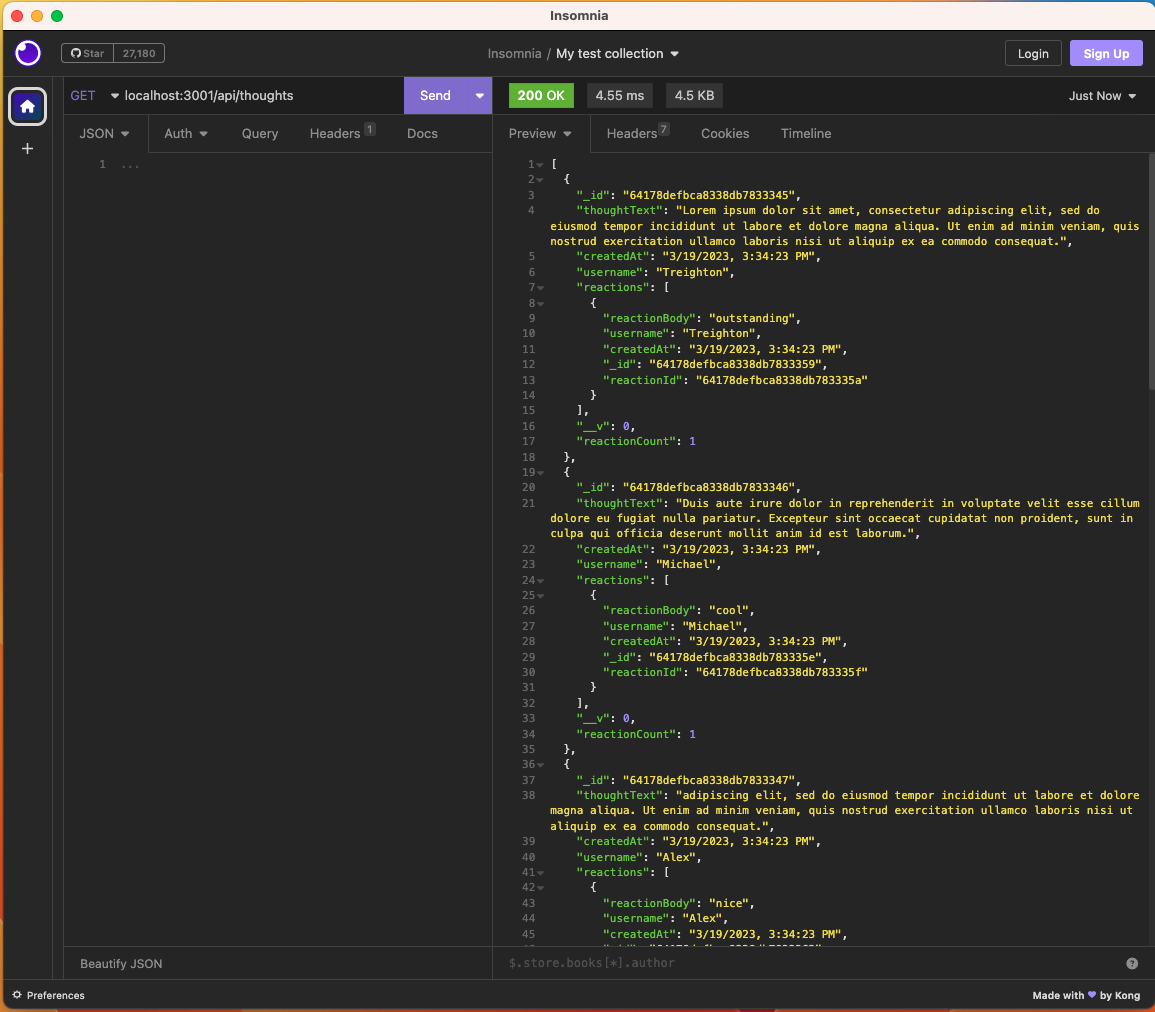 Insomnia
Star 27,180
Insomnia / My test collection
Login
Sign Up
GET localhost:3001/api/thoughts
Send
200 OK
4.55 ms
4.5 KB
Just Now
JSON
Auth
Query
Headers 1
Docs
Preview
Headers 7
Cookies
Timeline
1 ...
1 [
2 {
3 "_id": "64178defbca8338db7833345",
4 "thoughtText": "Lorem ipsum dolor sit amet, consectetur adipiscing elit, sed do
eiusmod tempor incididunt ut labore et dolore magna aliqua. Ut enim ad minim veniam, quis
nostrud exercitation ullamco laboris nisi ut aliquip ex ea commodo consequat.",
5 "createdAt": "3/19/2023, 3:34:23 PM",
6 "username": "Treighton",
7 "reactions": [
8 {
9 "reactionBody": "outstanding",
10 "username": "Treighton",
11 "createdAt": "3/19/2023, 3:34:23 PM",
12 "_id": "64178defbca8338db7833359",
13 "reactionId": "64178defbca8338db783335a"
14 }
15 ],
16 "__v": 0,
17 "reactionCount": 1
18 },
19 {
20 "_id": "64178defbca8338db7833346",
21 "thoughtText": "Duis aute irure dolor in reprehenderit in voluptate velit esse cillum
dolore eu fugiat nulla pariatur. Excepteur sint occaecat cupidatat non proident, sunt in
culpa qui officia deserunt mollit anim id est laborum.",
22 "createdAt": "3/19/2023, 3:34:23 PM",
23 "username": "Michael",
24 "reactions": [
25 {
26 "reactionBody": "cool",
27 "username": "Michael",
28 "createdAt": "3/19/2023, 3:34:23 PM",
29 "_id": "64178defbca8338db783335e",
30 "reactionId": "64178defbca8338db783335f"
31 }
32 ],
33 "__v": 0,
34 "reactionCount": 1
35 },
36 {
37 "_id": "64178defbca8338db7833347",
38 "thoughtText": "adipiscing elit, sed do eiusmod tempor incididunt ut labore et dolore
magna aliqua. Ut enim ad minim veniam, quis nostrud exercitation ullamco laboris nisi ut
aliquip ex ea commodo consequat.",
39 "createdAt": "3/19/2023, 3:34:23 PM",
40 "username": "Alex",
41 "reactions": [
42 {
43 "reactionBody": "nice",
44 "username": "Alex",
45 "createdAt": "3/19/2023, 3:34:23 PM",
Beautify JSON
$.store.books[*].author
Preferences
Made with ♥ by Kong